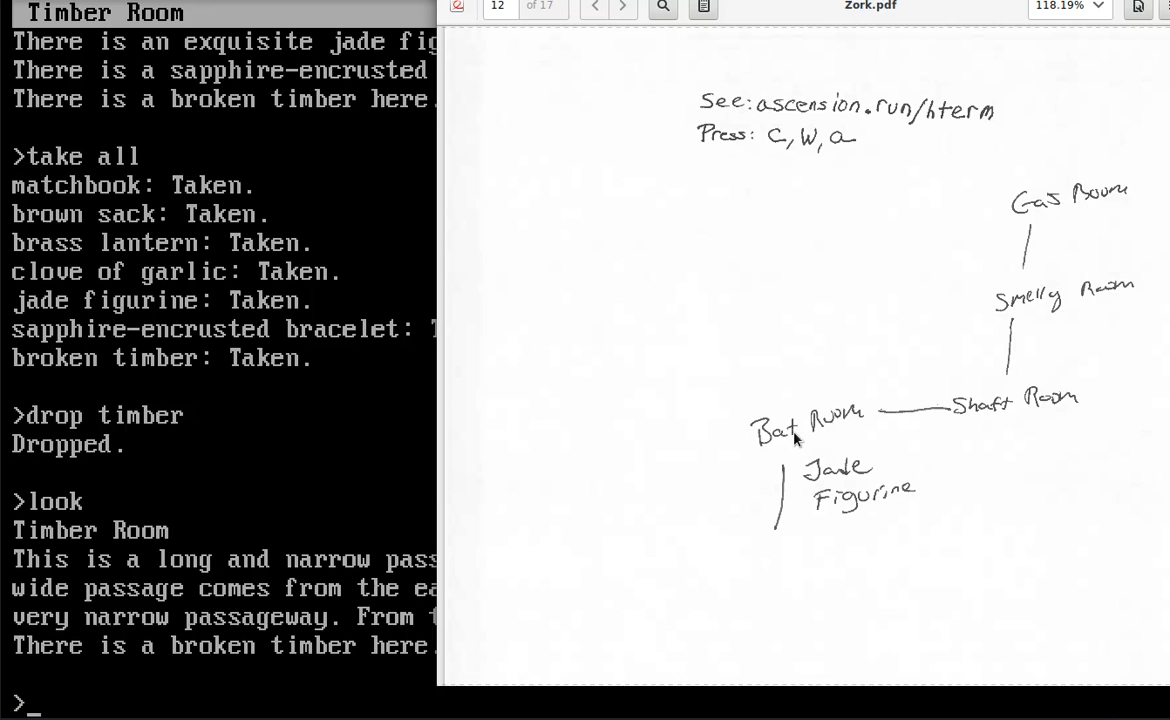 Timber Room
There is an exquisite jade fig
There is a sapphire-encrusted
There is a broken timber here.
>take all
matchbook: Taken.
brown sack: Taken.
brass lantern: Taken.
clove of garlic: Taken.
jade figurine: Taken.
sapphire-encrusted bracelet: T
broken timber: Taken.
>drop timber
Dropped.
>look
Timber Room
This is a long and narrow pass
wide passage comes from the ea
very narrow passageway. From t
There is a broken timber here.
>_
12 of 17
Zork.pdf
118.19%
See: ascension.run/hterm
Press: C, W, a
Gas Room
Smelly Room
Shaft Room
Bat Room
Jade
Figurine